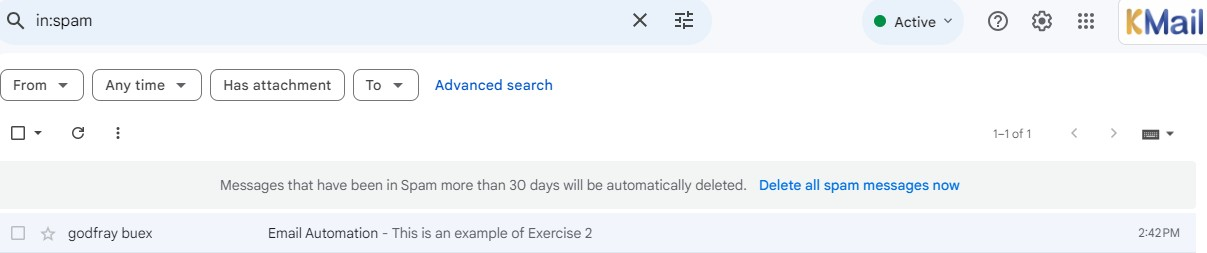 in:spam
Active
KMail
From Any time Has attachment To Advanced search
1–1 of 1
Messages that have been in Spam more than 30 days will be automatically deleted. Delete all spam messages now
godfray buex Email Automation - This is an example of Exercise 2 2:42 PM